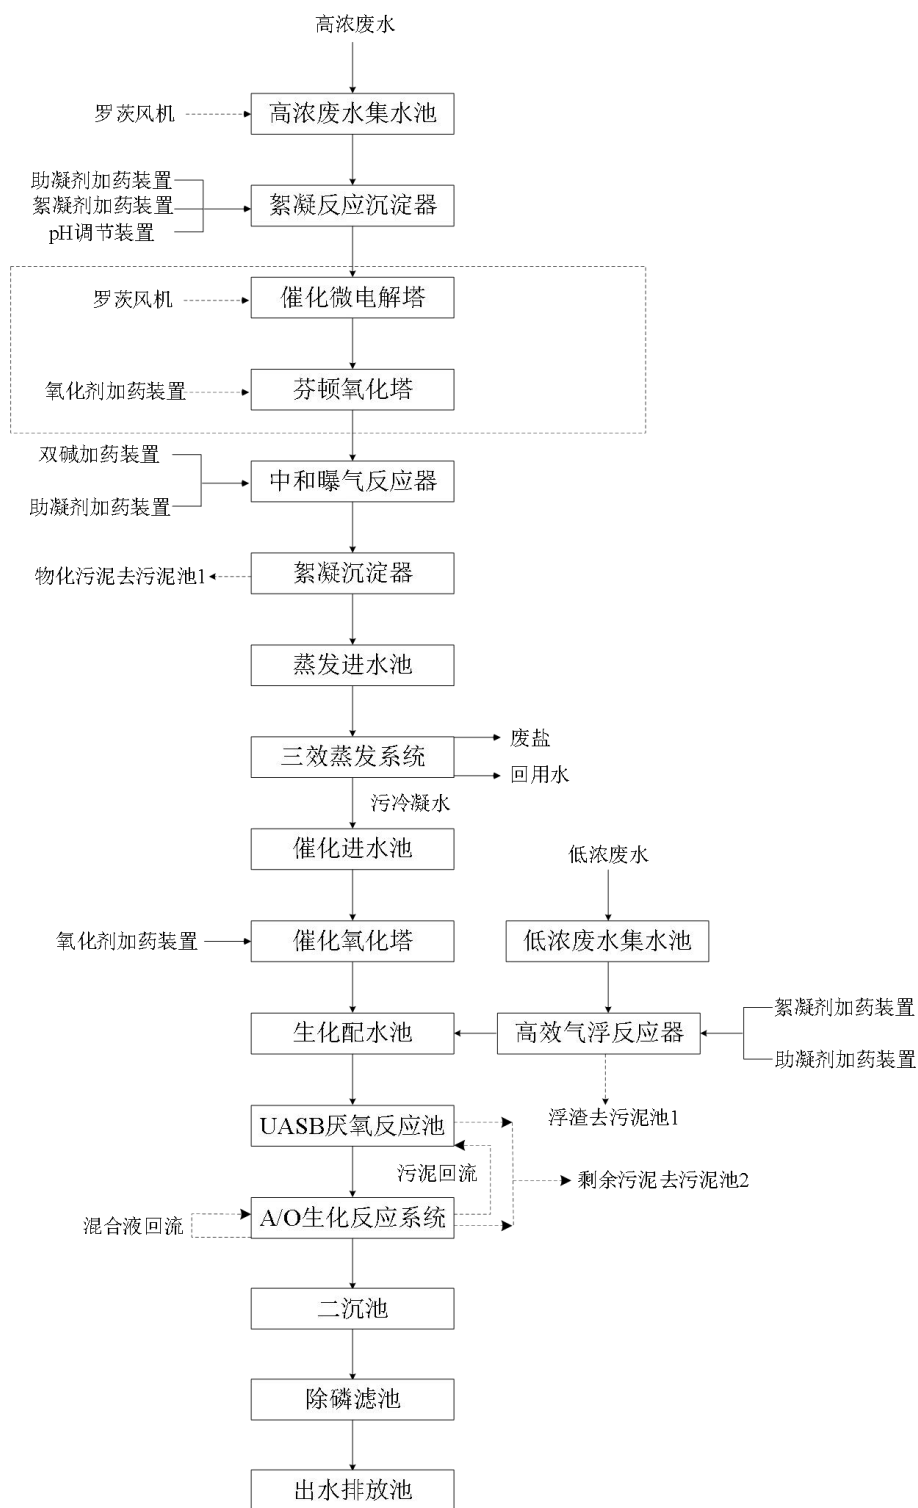 高浓废水
罗茨风机
高浓废水集水池
助凝剂加药装置
絮凝剂加药装置
pH调节装置
絮凝反应沉淀器
罗茨风机
催化微电解塔
氧化剂加药装置
芬顿氧化塔
双碱加药装置
助凝剂加药装置
中和曝气反应器
物化污泥去污泥池1
絮凝沉淀器
蒸发进水池
三效蒸发系统
废盐
回用水
污冷凝水
催化进水池
低浓废水
氧化剂加药装置
催化氧化塔
低浓废水集水池
生化配水池
高效气浮反应器
絮凝剂加药装置
助凝剂加药装置
浮渣去污泥池1
UASB厌氧反应池
污泥回流
剩余污泥去污泥池2
混合液回流
A/O生化反应系统
二沉池
除磷滤池
出水排放池